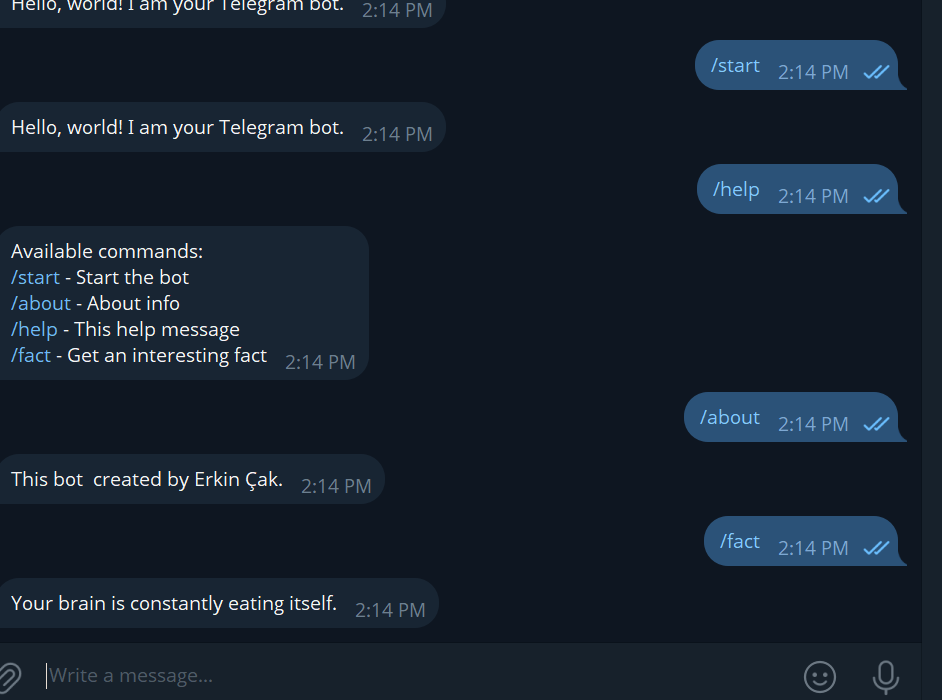 Hello, world! I am your Telegram bot. 2:14 PM
/start 2:14 PM
Hello, world! I am your Telegram bot. 2:14 PM
/help 2:14 PM
Available commands:
/start - Start the bot
/about - About info
/help - This help message
/fact - Get an interesting fact 2:14 PM
/about 2:14 PM
This bot  created by Erkin Çak. 2:14 PM
/fact 2:14 PM
Your brain is constantly eating itself. 2:14 PM
Write a message...